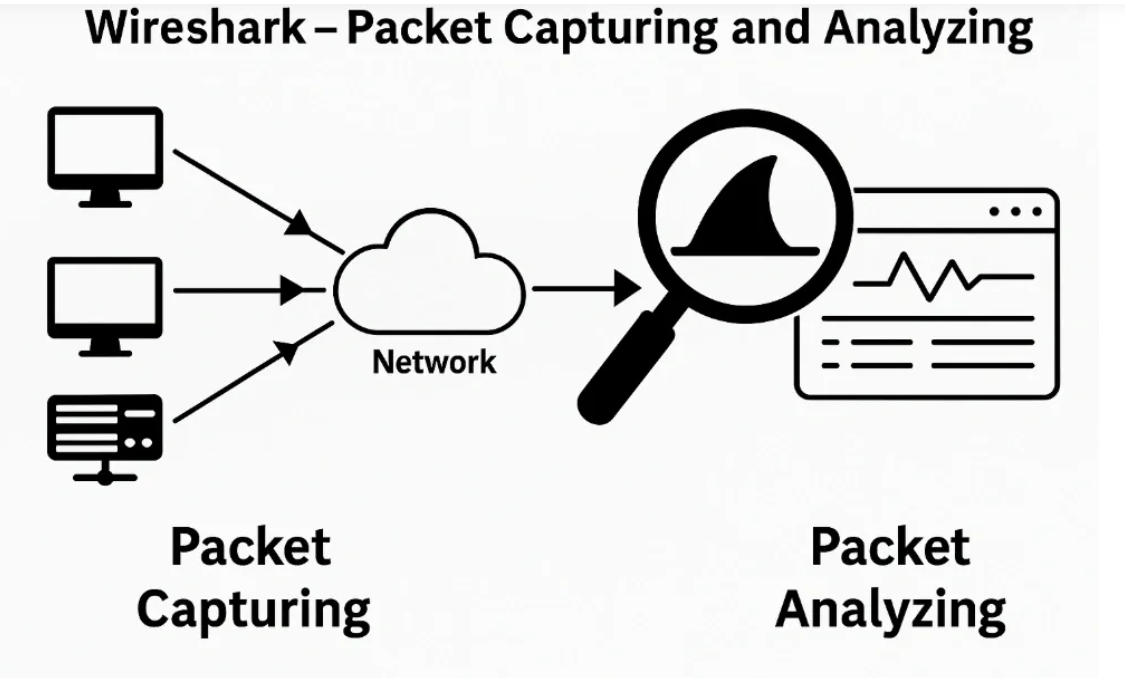 Wireshark – Packet Capturing and Analyzing
Network
Packet
Capturing
Packet
Analyzing